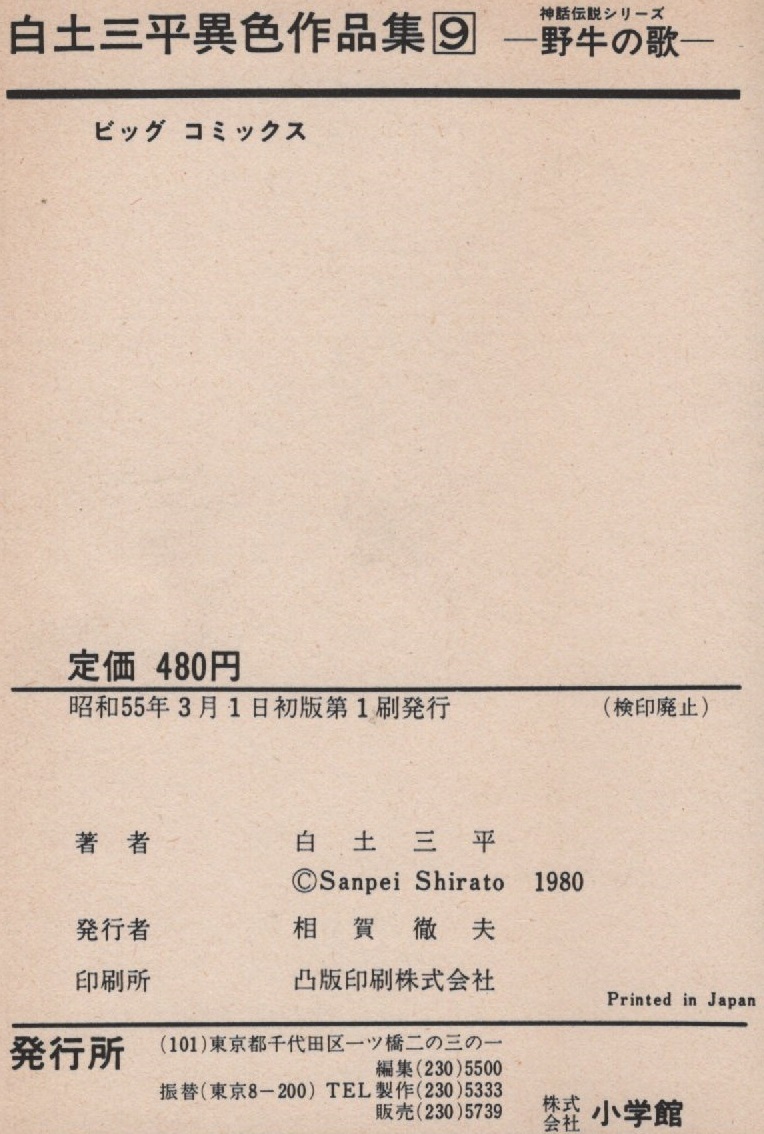 白土三平異色作品集9 神話伝説シリーズ
―野牛の歌―
ビッグ コミックス
定価 480円
昭和55年3月1日初版第1刷発行 (検印廃止)
著者 白土三平
©Sanpei Shirato 1980
発行者 相賀徹夫
印刷所 凸版印刷株式会社
Printed in Japan
発行所 (101)東京都千代田区一ツ橋二の三の一
編集(230)5500
振替(東京8-200) TEL 製作(230)5333
販売(230)5739
株式会社 小学館